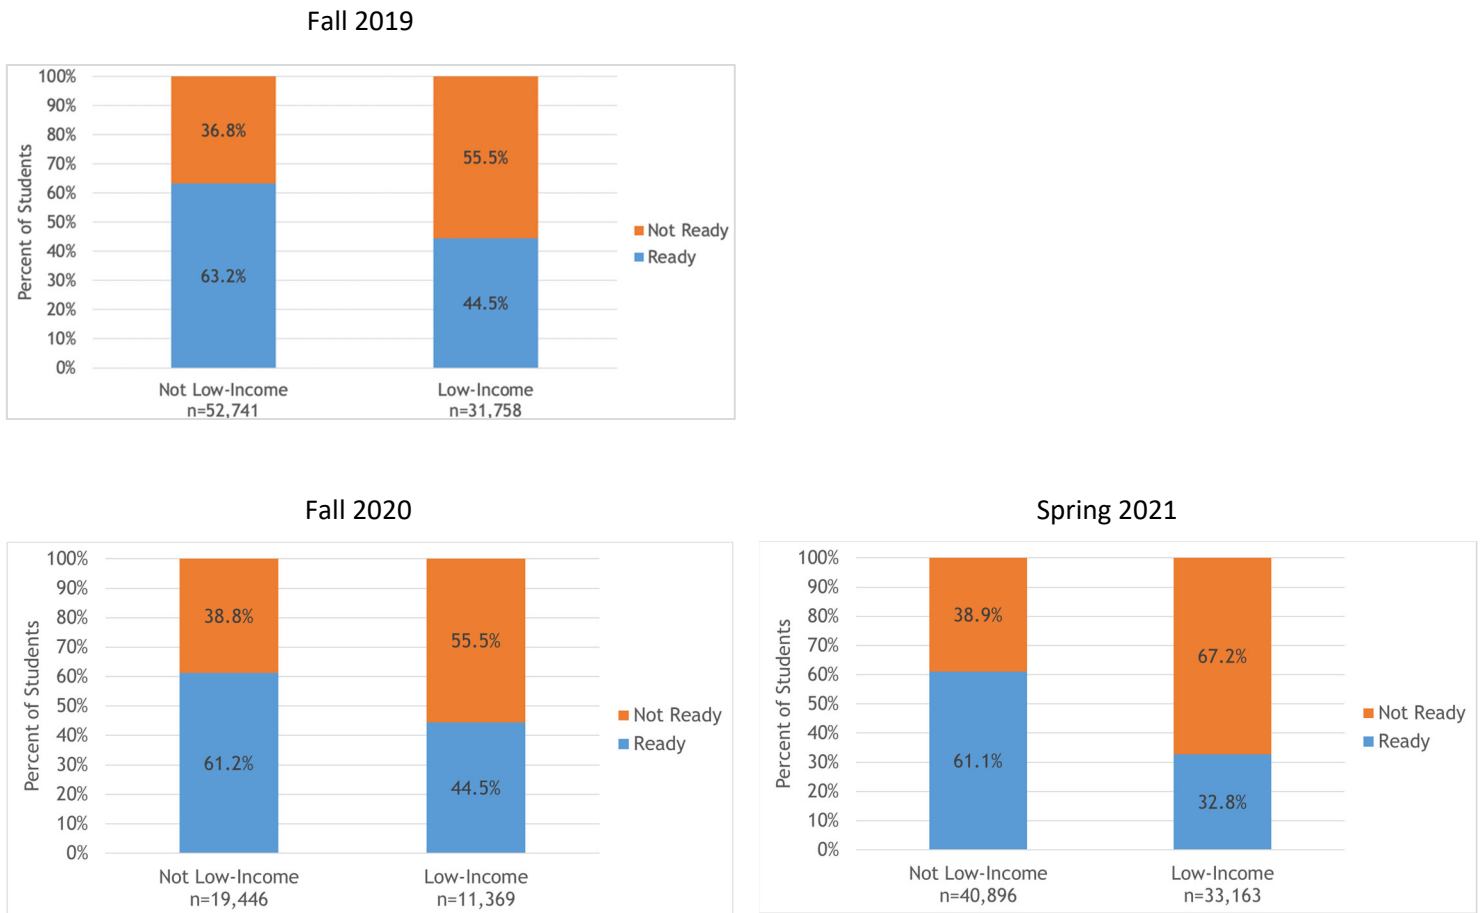 Fall 2019
100%
90%
80%
70%
60%
50%
40%
30%
20%
10%
0%
Percent of Students
36.8%
63.2%
55.5%
44.5%
Not Ready
Ready
Not Low-Income
n=52,741
Low-Income
n=31,758
Fall 2020
100%
90%
80%
70%
60%
50%
40%
30%
20%
10%
0%
Percent of Students
38.8%
61.2%
55.5%
44.5%
Not Ready
Ready
Not Low-Income
n=19,446
Low-Income
n=11,369
Spring 2021
100%
90%
80%
70%
60%
50%
40%
30%
20%
10%
0%
Percent of Students
38.9%
61.1%
67.2%
32.8%
Not Ready
Ready
Not Low-Income
n=40,896
Low-Income
n=33,163